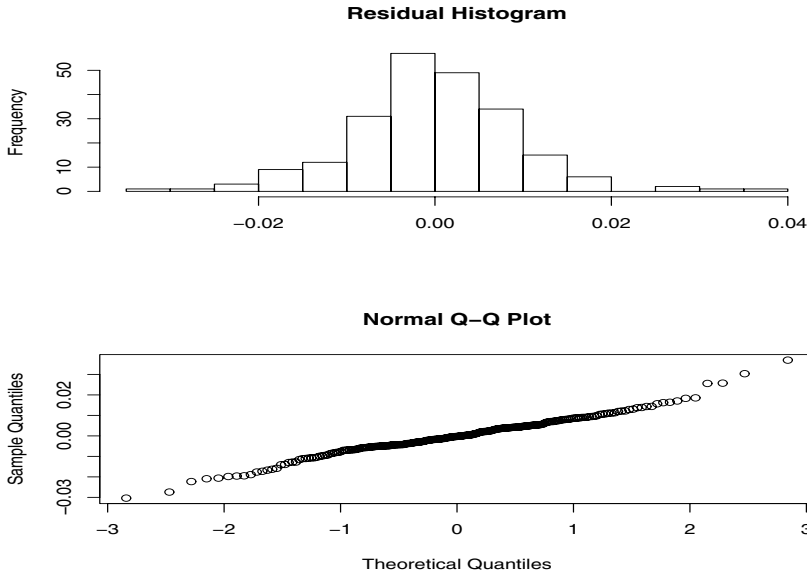 Residual Histogram
Frequency
50
30
10
0
−0.02 0.00 0.02 0.04
Normal Q−Q Plot
Sample Quantiles
0.02
0.00
−0.03
−3 −2 −1 0 1 2 3
Theoretical Quantiles